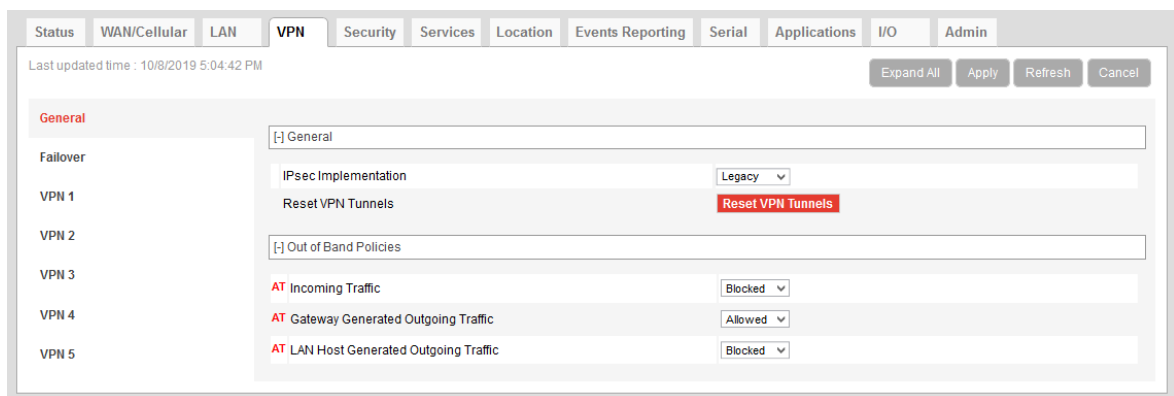 Status WAN/Cellular LAN VPN Security Services Location Events Reporting Serial Applications I/O Admin
Last updated time : 10/8/2019 5:04:42 PM
Expand All Apply Refresh Cancel
General
Failover
VPN 1
VPN 2
VPN 3
VPN 4
VPN 5
[-] General
IPsec Implementation Legacy
Reset VPN Tunnels Reset VPN Tunnels
[-] Out of Band Policies
AT Incoming Traffic Blocked
AT Gateway Generated Outgoing Traffic Allowed
AT LAN Host Generated Outgoing Traffic Blocked